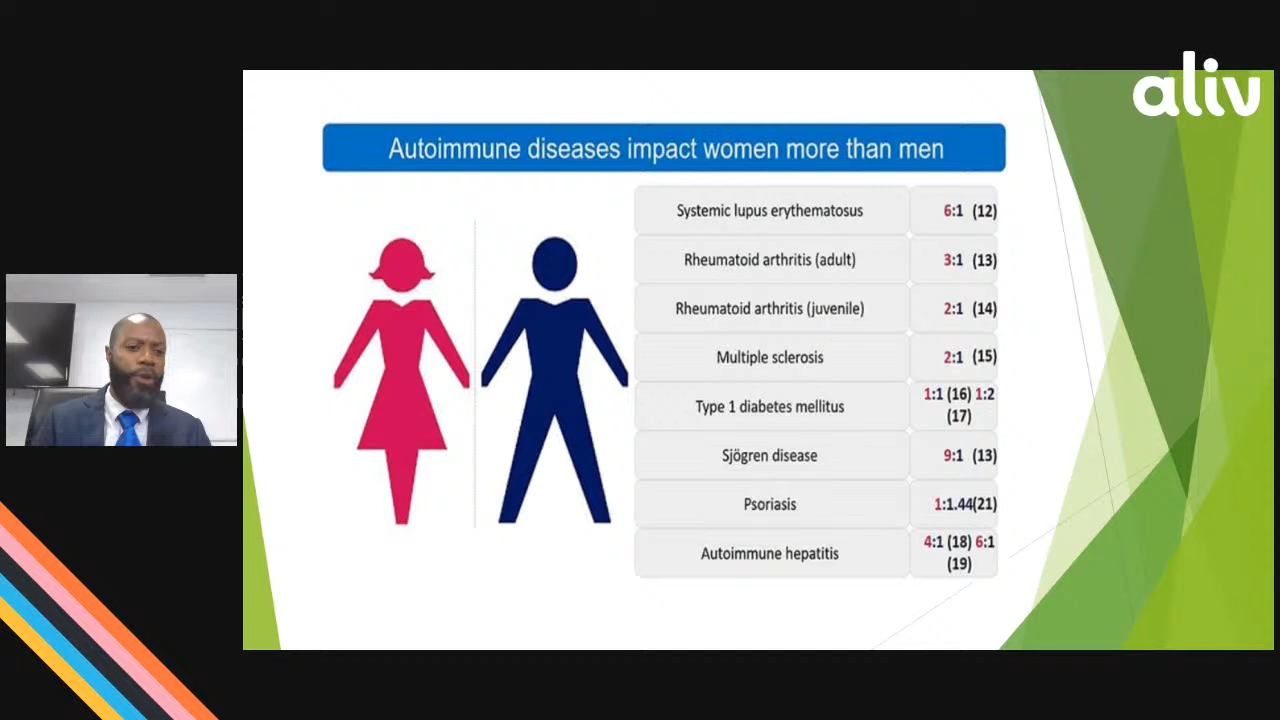 aliv
Autoimmune diseases impact women more than men
Systemic lupus erythematosus 6:1 (12)
Rheumatoid arthritis (adult) 3:1 (13)
Rheumatoid arthritis (juvenile) 2:1 (14)
Multiple sclerosis 2:1 (15)
Type 1 diabetes mellitus 1:1 (16) 1:2
(17)
Sjögren disease 9:1 (13)
Psoriasis 1:1.44(21)
Autoimmune hepatitis 4:1 (18) 6:1
(19)